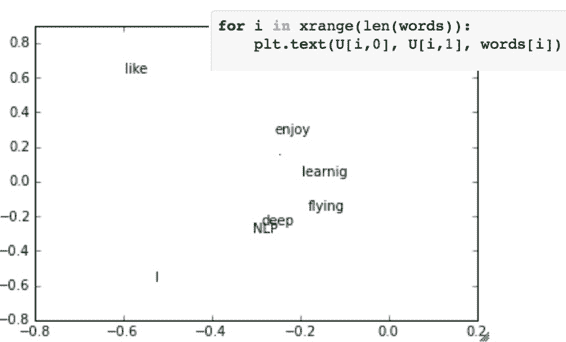 for i in xrange(len(words)):
plt.text(U[i,0], U[i,1], words[i])
0.8
like
0.6
0.4
enjoy
0.2
.
learnig
0.0
flying
−0.2
deep
NLP
−0.4
I
−0.6
−0.8
−0.8 −0.6 −0.4 −0.2 0.0 0.2